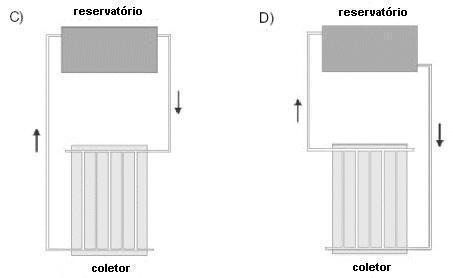 C)
reservatório
coletor
D)
reservatório
coletor